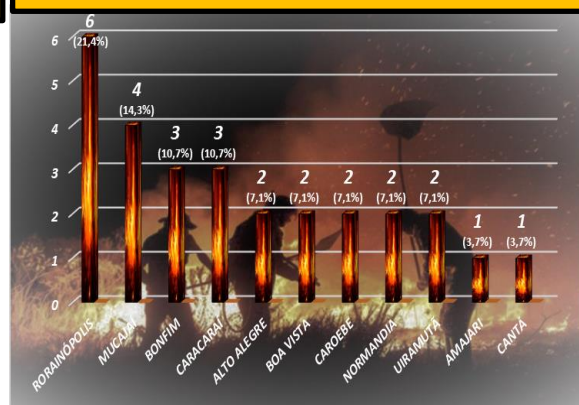 6
(21,4%)
4
(14,3%)
3
(10,7%)
3
(10,7%)
2
(7,1%)
2
(7,1%)
2
(7,1%)
2
(7,1%)
2
(7,1%)
1
(3,7%)
1
(3,7%)
6
5
4
3
2
1
0
RORAINÓPOLIS
MUCAJAÍ
BONFIM
CARACARAÍ
ALTO ALEGRE
BOA VISTA
CAROEBE
NORMANDIA
UIRAMUTÃ
AMAJARI
CANTÁ